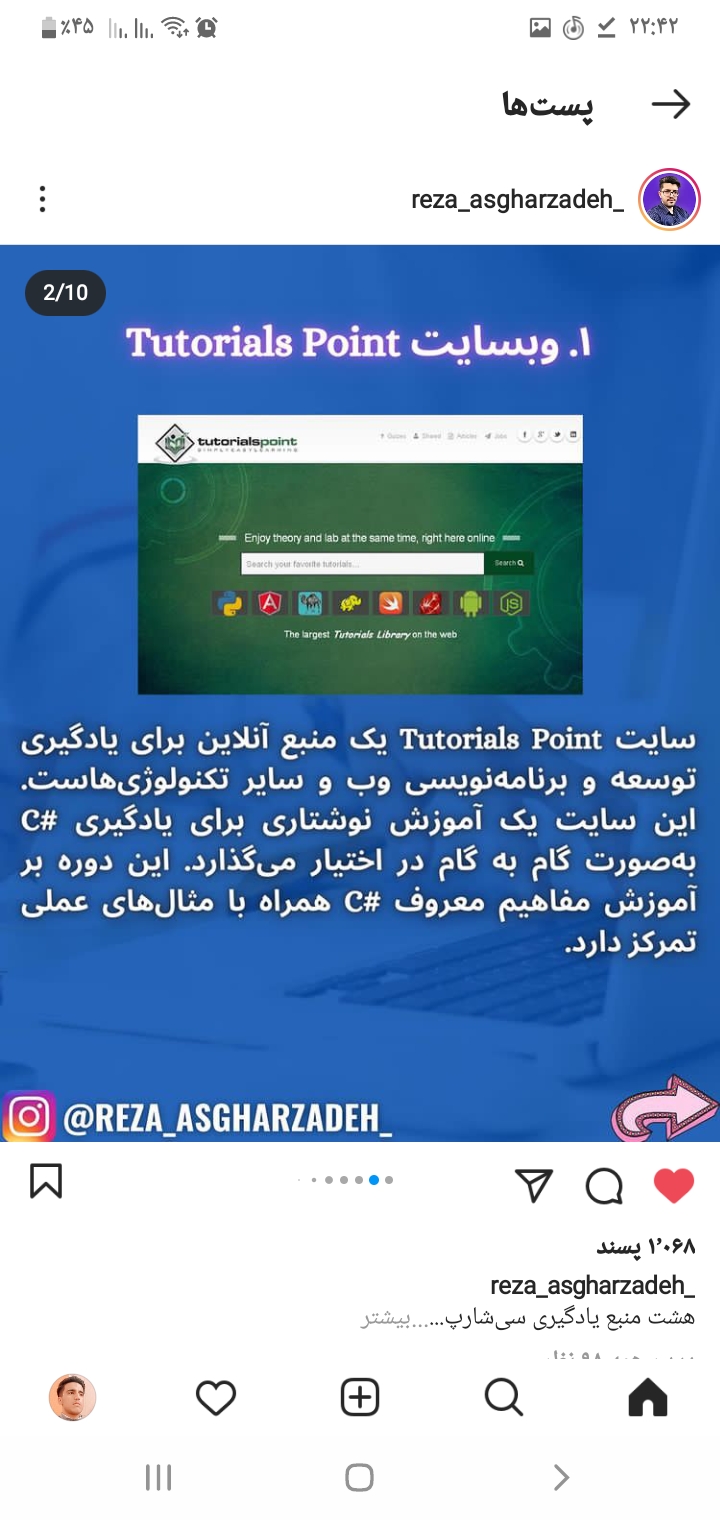 ٪۴۵
۲۲:۴۲
پست‌ها
reza_asgharzadeh_
2/10
۱. وبسایت Tutorials Point
tutorialspoint
SIMPLYEASYLEARNING
Articles
Jobs
Enjoy theory and lab at the same time, right here online
Search your favorite tutorials...
Search
The largest Tutorials Library on the web
سایت Tutorials Point یک منبع آنلاین برای یادگیری
توسعه و برنامه‌نویسی وب و سایر تکنولوژی‌هاست.
این سایت یک آموزش نوشتاری برای یادگیری C#
به‌صورت گام به گام در اختیار می‌گذارد. این دوره بر
آموزش مفاهیم معروف C# همراه با مثال‌های عملی
تمرکز دارد.
@REZA_ASGHARZADEH_
۱٬۰۶۸ پسند
reza_asgharzadeh_
هشت منبع یادگیری سی‌شارپ...…بیشتر